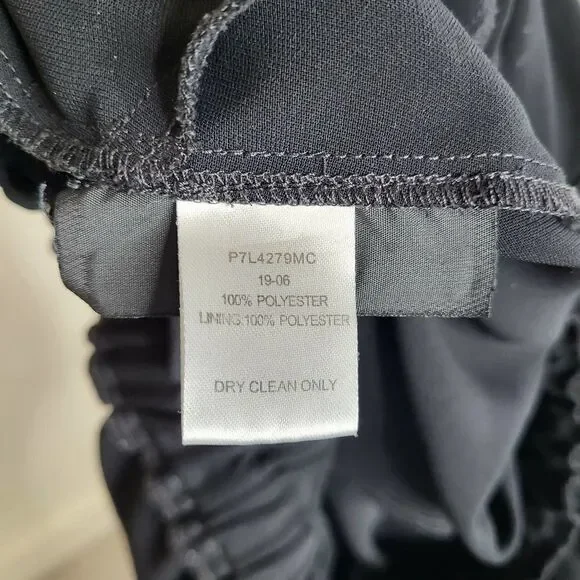 P7L4279MC
19-06
100% POLYESTER
LINING:100% POLYESTER
DRY CLEAN ONLY